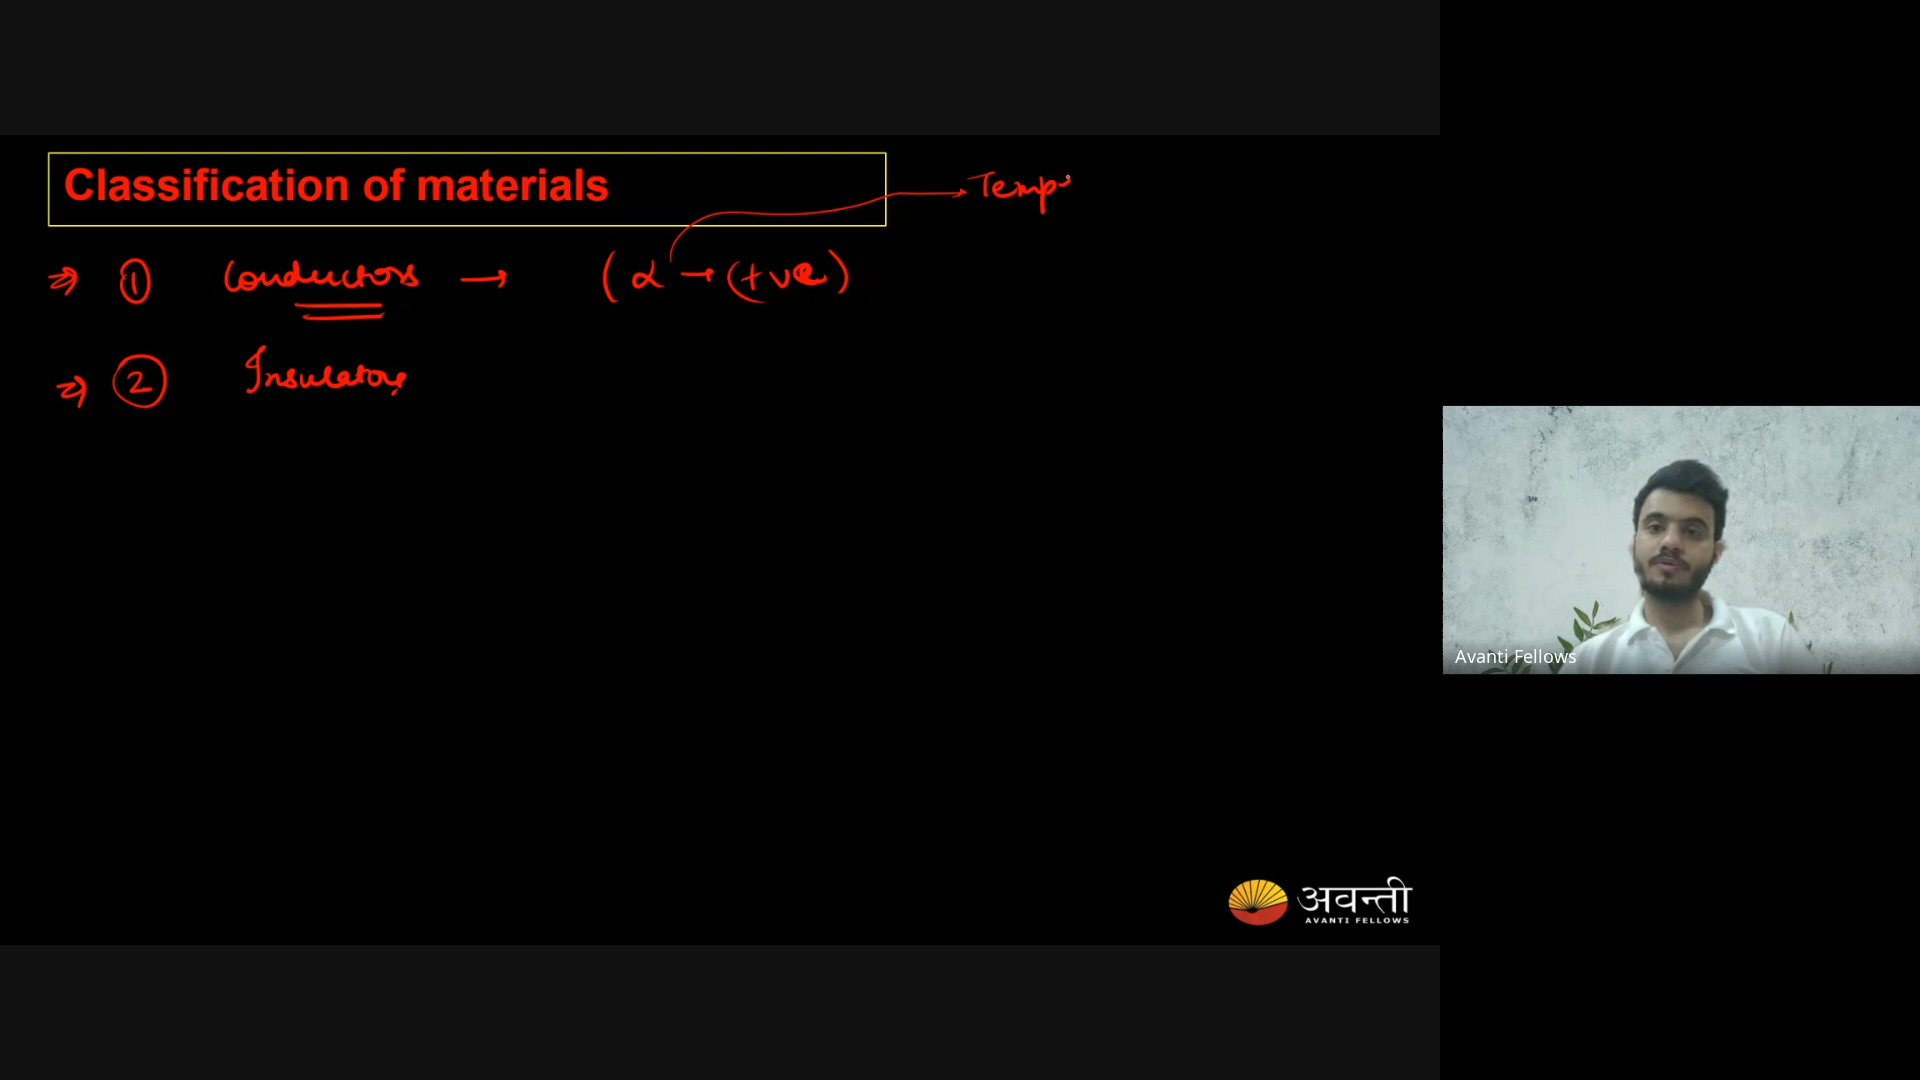 Classification of materials
Temp
⇒ ① Conductors → (α → (+ve)
⇒ ② Insulators
Avanti Fellows
अवन्ती
AVANTI FELLOWS